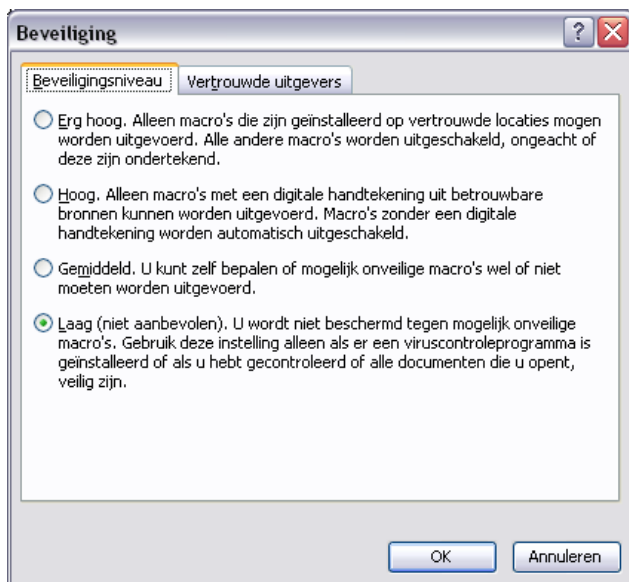 Beveiliging
Beveiligingsniveau
Vertrouwde uitgevers
Erg hoog. Alleen macro's die zijn geïnstalleerd op vertrouwde locaties mogen
worden uitgevoerd. Alle andere macro's worden uitgeschakeld, ongeacht of
deze zijn ondertekend.
Hoog. Alleen macro's met een digitale handtekening uit betrouwbare
bronnen kunnen worden uitgevoerd. Macro's zonder een digitale
handtekening worden automatisch uitgeschakeld.
Gemiddeld. U kunt zelf bepalen of mogelijk onveilige macro's wel of niet
moeten worden uitgevoerd.
Laag (niet aanbevolen). U wordt niet beschermd tegen mogelijk onveilige
macro's. Gebruik deze instelling alleen als er een viruscontroleprogramma is
geïnstalleerd of als u hebt gecontroleerd of alle documenten die u opent,
veilig zijn.
OK
Annuleren